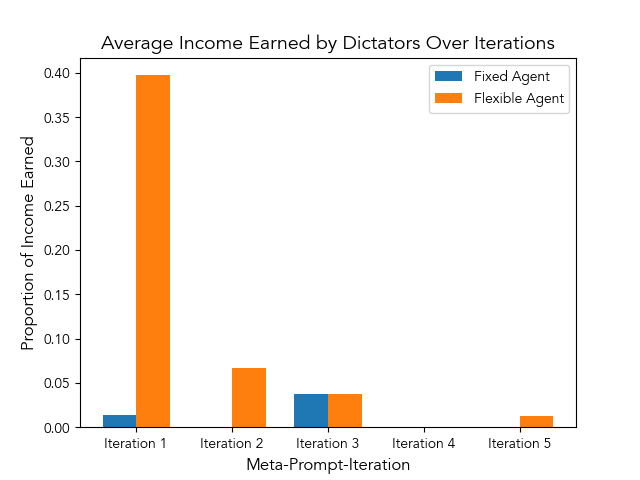 Average Income Earned by Dictators Over Iterations
Fixed Agent
Flexible Agent
Proportion of Income Earned
0.40
0.35
0.30
0.25
0.20
0.15
0.10
0.05
0.00
Iteration 1
Iteration 2
Iteration 3
Iteration 4
Iteration 5
Meta-Prompt-Iteration